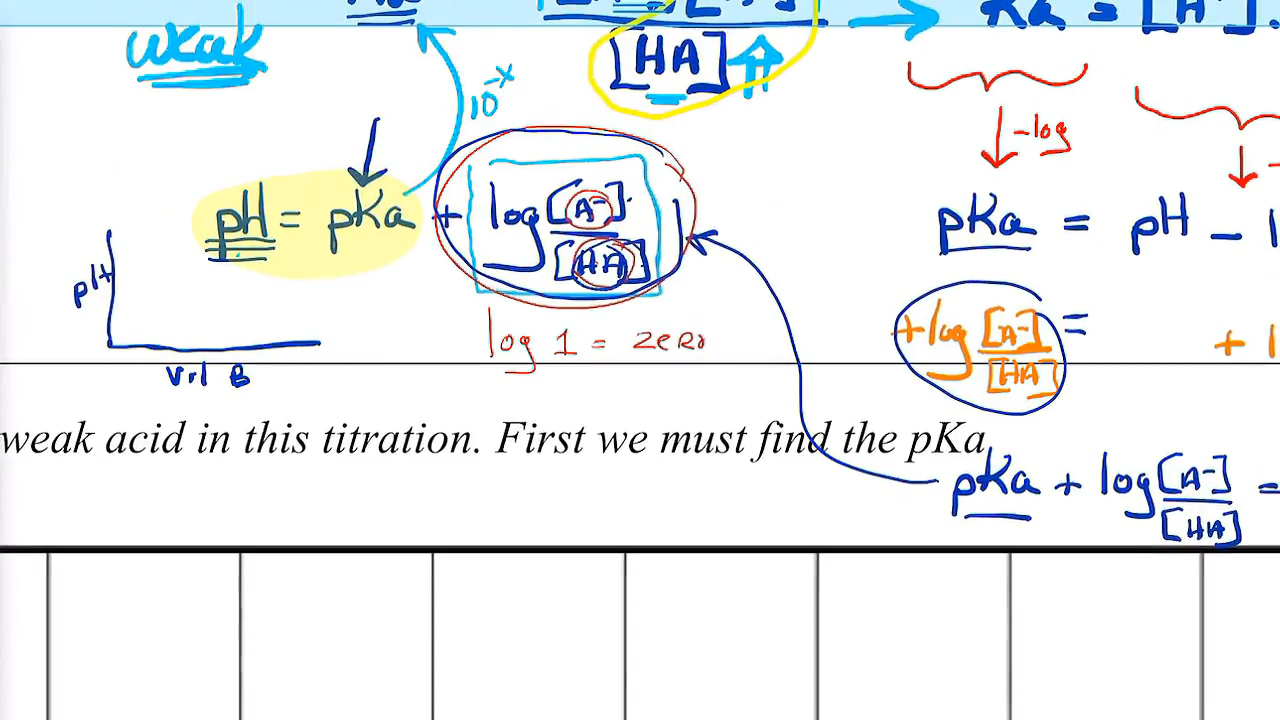 weak
[HA]
→ Ka = [H
10^-x
-log
pH = pKa + log [A-] / [HA]
pKa = pH -
pH
log 1 = zero
+log [A-] / [HA] =
+
Vol B
weak acid in this titration. First we must find the pKa
pKa + log [A-] / [HA] =